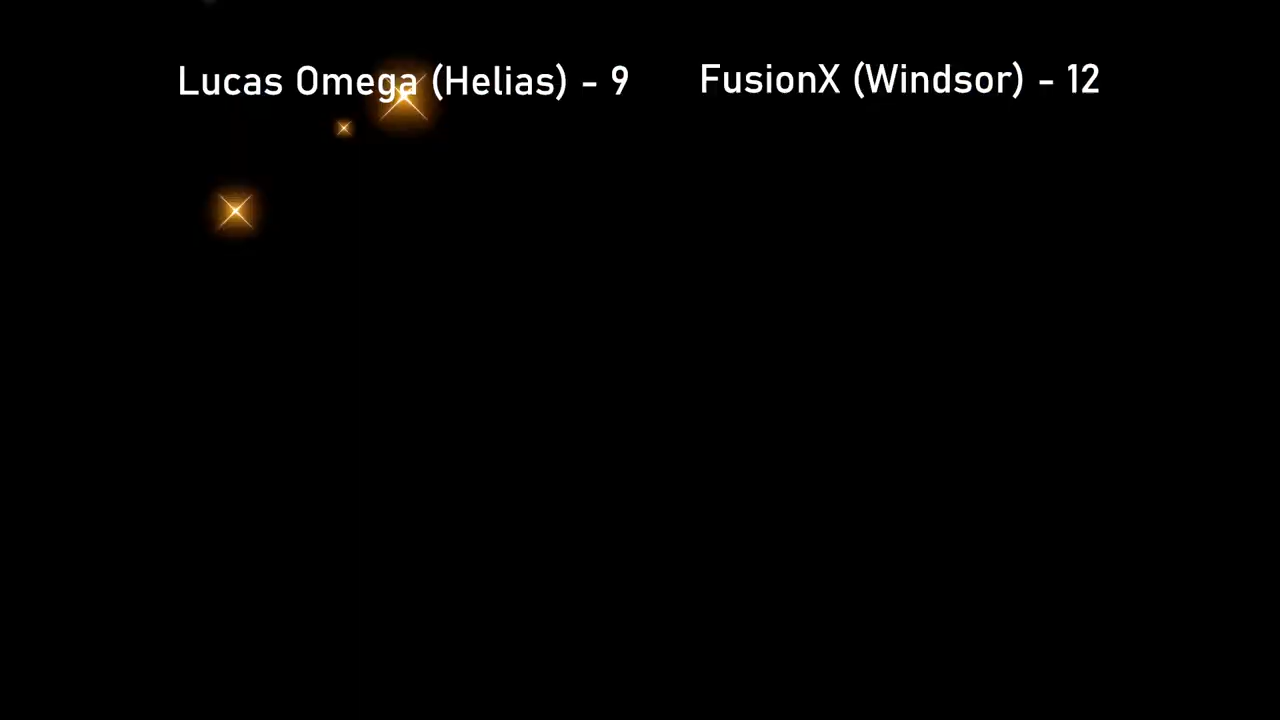 Lucas Omega (Helias) - 9
FusionX (Windsor) - 12